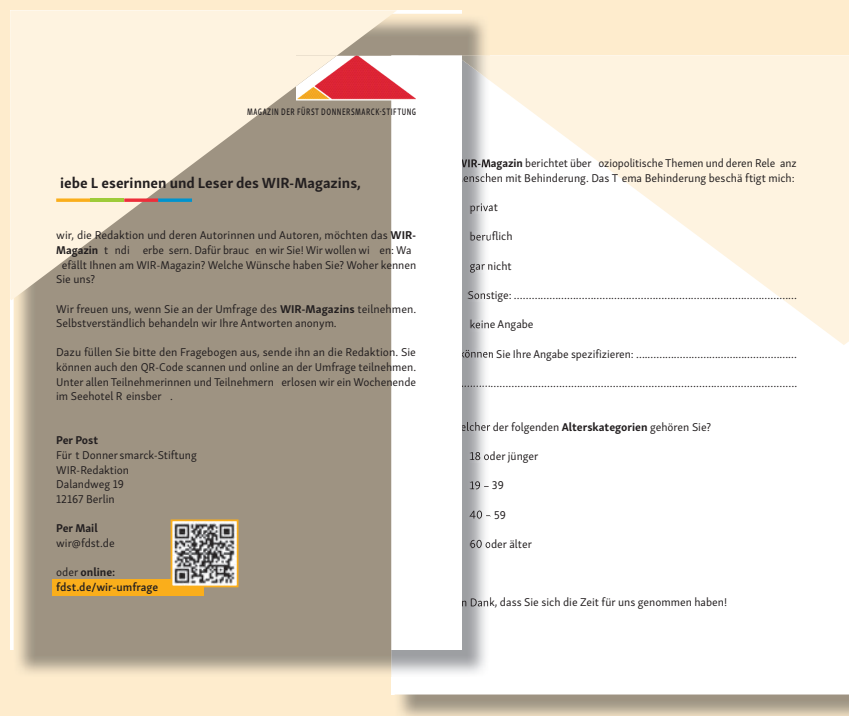 MAGAZIN DER FÜRST DONNERSMARCK-STIFTUNG
iebe L eserinnen und Leser des WIR-Magazins,
wir, die Redaktion und deren Autorinnen und Autoren, möchten das WIR-
Magazin t ndi erbe sern. Dafür brauc en wir Sie! Wir wollen wi en: Wa
efällt Ihnen am WIR-Magazin? Welche Wünsche haben Sie? Woher kennen
Sie uns?
Wir freuen uns, wenn Sie an der Umfrage des WIR-Magazins teilnehmen.
Selbstverständlich behandeln wir Ihre Antworten anonym.
Dazu füllen Sie bitte den Fragebogen aus, sende ihn an die Redaktion. Sie
können auch den QR-Code scannen und online an der Umfrage teilnehmen.
Unter allen Teilnehmerinnen und Teilnehmern erlosen wir ein Wochenende
im Seehotel R einsber .
Per Post
Für t Donner smarck-Stiftung
WIR-Redaktion
Dalandweg 19
12167 Berlin
Per Mail
wir@fdst.de
oder online:
fdst.de/wir-umfrage
WIR-Magazin berichtet über oziopolitische Themen und deren Rele anz
enschen mit Behinderung. Das T ema Behinderung beschä ftigt mich:
privat
beruflich
gar nicht
Sonstige:
keine Angabe
können Sie Ihre Angabe spezifizieren:
elcher der folgenden Alterskategorien gehören Sie?
18 oder jünger
19 – 39
40 – 59
60 oder älter
n Dank, dass Sie sich die Zeit für uns genommen haben!